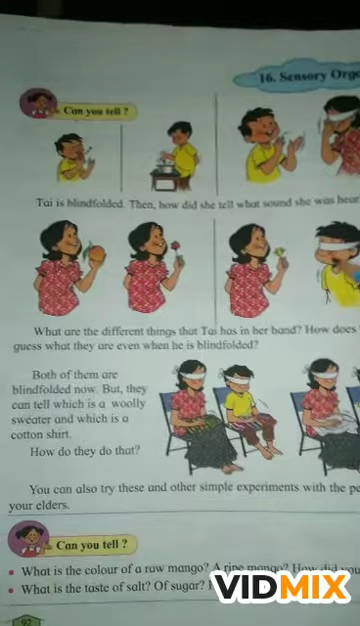 16. Sensory Orga
Can you tell ?
Tai is blindfolded. Then, how did she tell what sound she was hear
What are the different things that Tai has in her hand? How does
guess what they are even when he is blindfolded?
Both of them are
blindfolded now. But, they
can tell which is a woolly
sweater and which is a
cotton shirt.
How do they do that?
You can also try these and other simple experiments with the pe
your elders.
Can you tell ?
• What is the colour of a raw mango? A ripe mango? How did you
• What is the taste of salt? Of sugar?
92
VIDMIX